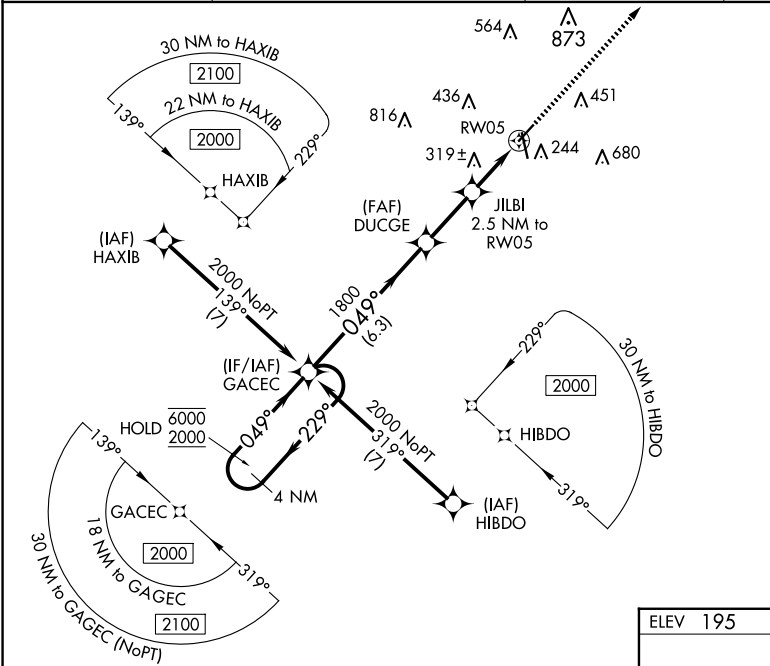 30 NM to HAXIB
2100
22 NM to HAXIB
2000
139°
229°
HAXIB
564
873
436
451
816
RW05
319±
244
680
(FAF)
DUCGE
JILBI
2.5 NM to
RW05
(IAF)
HAXIB
2000 NoPT
139°
(7)
1800
049°
(6.3)
(IF/IAF)
GACEC
HOLD
6000
2000
049°
229°
4 NM
2000 NoPT
319°
(7)
(IAF)
HIBDO
229°
30 NM to HIBDO
2000
HIBDO
319°
139°
GACEC
18 NM to GAGEC
2000
319°
30 NM to GAGEC (NoPT)
2100
ELEV 195